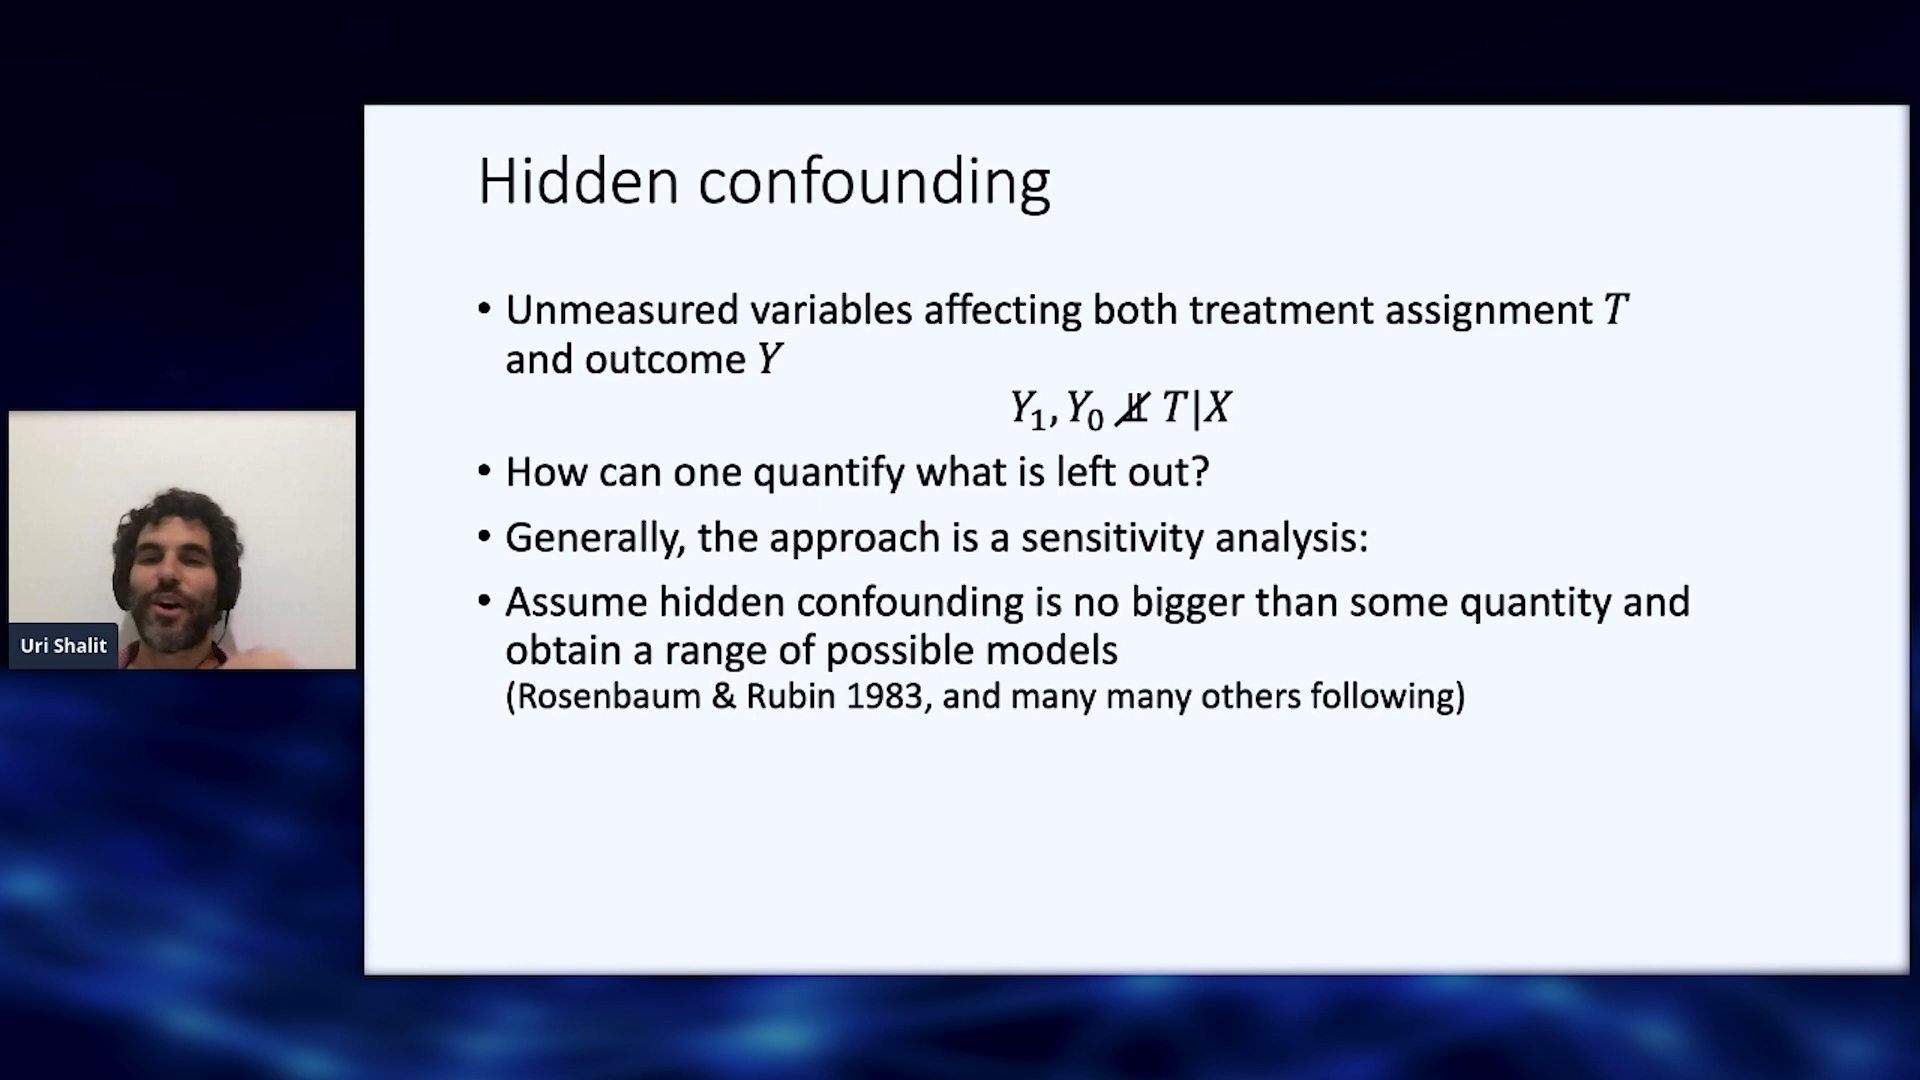 Hidden confounding
• Unmeasured variables affecting both treatment assignment T
and outcome Y
Y₁, Y₀ ⫫̸ T|X
• How can one quantify what is left out?
• Generally, the approach is a sensitivity analysis:
• Assume hidden confounding is no bigger than some quantity and
obtain a range of possible models
(Rosenbaum & Rubin 1983, and many many others following)
Uri Shalit